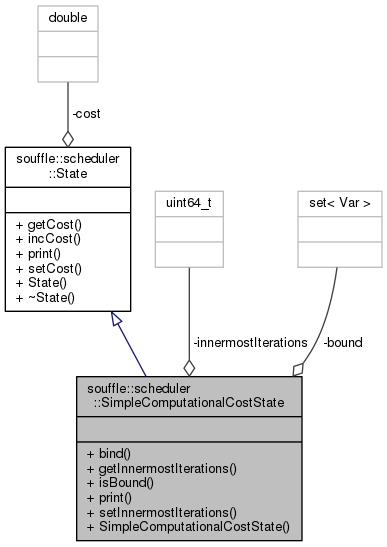 double
-cost
souffle::scheduler
::State
+ getCost()
+ incCost()
+ print()
+ setCost()
+ State()
+ ~State()
uint64_t
set< Var >
-innermostIterations
-bound
souffle::scheduler
::SimpleComputationalCostState
+ bind()
+ getInnermostIterations()
+ isBound()
+ print()
+ setInnermostIterations()
+ SimpleComputationalCostState()